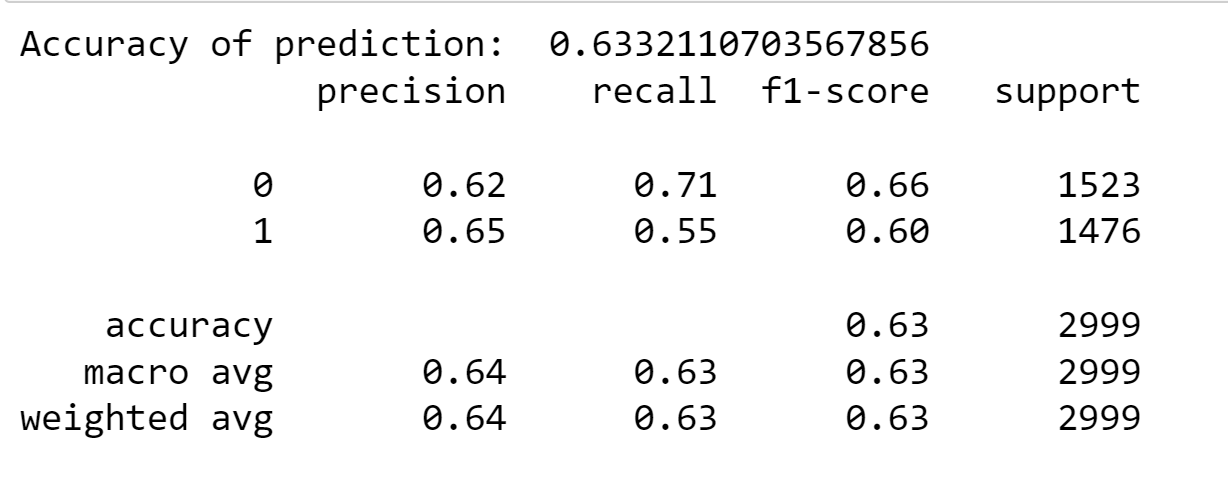 Accuracy of prediction:  0.6332110703567856
              precision    recall  f1-score   support

           0       0.62      0.71      0.66      1523
           1       0.65      0.55      0.60      1476

    accuracy                           0.63      2999
   macro avg       0.64      0.63      0.63      2999
weighted avg       0.64      0.63      0.63      2999